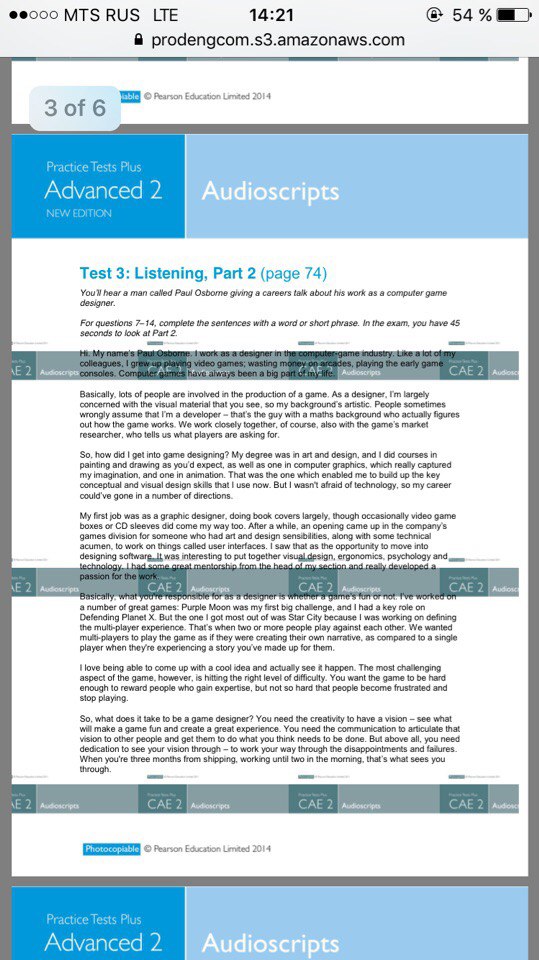 MTS RUS LTE 14:21 54 %
prodengcom.s3.amazonaws.com
3 of 6
© Pearson Education Limited 2014
Practice Tests Plus
Advanced 2
NEW EDITION
Audioscripts
Test 3: Listening, Part 2 (page 74)
You'll hear a man called Paul Osborne giving a careers talk about his work as a computer game
designer.
For questions 7–14, complete the sentences with a word or short phrase. In the exam, you have 45
seconds to look at Part 2.
Hi. My name's Paul Osborne. I work as a designer in the computer-game industry. Like a lot of my
colleagues, I grew up playing video games; wasting money on arcades, playing the early game
consoles. Computer games have always been a big part of my life.
Basically, lots of people are involved in the production of a game. As a designer, I'm largely
concerned with the visual material that you see, so my background's artistic. People sometimes
wrongly assume that I'm a developer – that's the guy with a maths background who actually figures
out how the game works. We work closely together, of course, also with the game's market
researcher, who tells us what players are asking for.
So, how did I get into game designing? My degree was in art and design, and I did courses in
painting and drawing as you'd expect, as well as one in computer graphics, which really captured
my imagination, and one in animation. That was the one which enabled me to build up the key
conceptual and visual design skills that I use now. But I wasn't afraid of technology, so my career
could've gone in a number of directions.
My first job was as a graphic designer, doing book covers largely, though occasionally video game
boxes or CD sleeves did come my way too. After a while, an opening came up in the company's
games division for someone who had art and design sensibilities, along with some technical
acumen, to work on things called user interfaces. I saw that as the opportunity to move into
designing software. It was interesting to put together visual design, ergonomics, psychology and
technology. I had some great mentorship from the head of my section and really developed a
passion for the work.
Basically, what you're responsible for as a designer is whether a game's fun or not. I've worked on
a number of great games: Purple Moon was my first big challenge, and I had a key role on
Defending Planet X. But the one I got most out of was Star City because I was working on defining
the multi-player experience. That's when two or more people play against each other. We wanted
multi-players to play the game as if they were creating their own narrative, as compared to a single
player when they're experiencing a story you've made up for them.
I love being able to come up with a cool idea and actually see it happen. The most challenging
aspect of the game, however, is hitting the right level of difficulty. You want the game to be hard
enough to reward people who gain expertise, but not so hard that people become frustrated and
stop playing.
So, what does it take to be a game designer? You need the creativity to have a vision – see what
will make a game fun and create a great experience. You need the communication to articulate that
vision to other people and get them to do what you think needs to be done. But above all, you need
dedication to see your vision through – to work your way through the disappointments and failures.
When you're three months from shipping, working until two in the morning, that's what sees you
through.
AE 2 Audioscripts CAE 2 Audioscripts CAE 2 Audioscripts CAE 2 Audioscripts
Photocopiable © Pearson Education Limited 2014
Practice Tests Plus
Advanced 2
Audioscripts